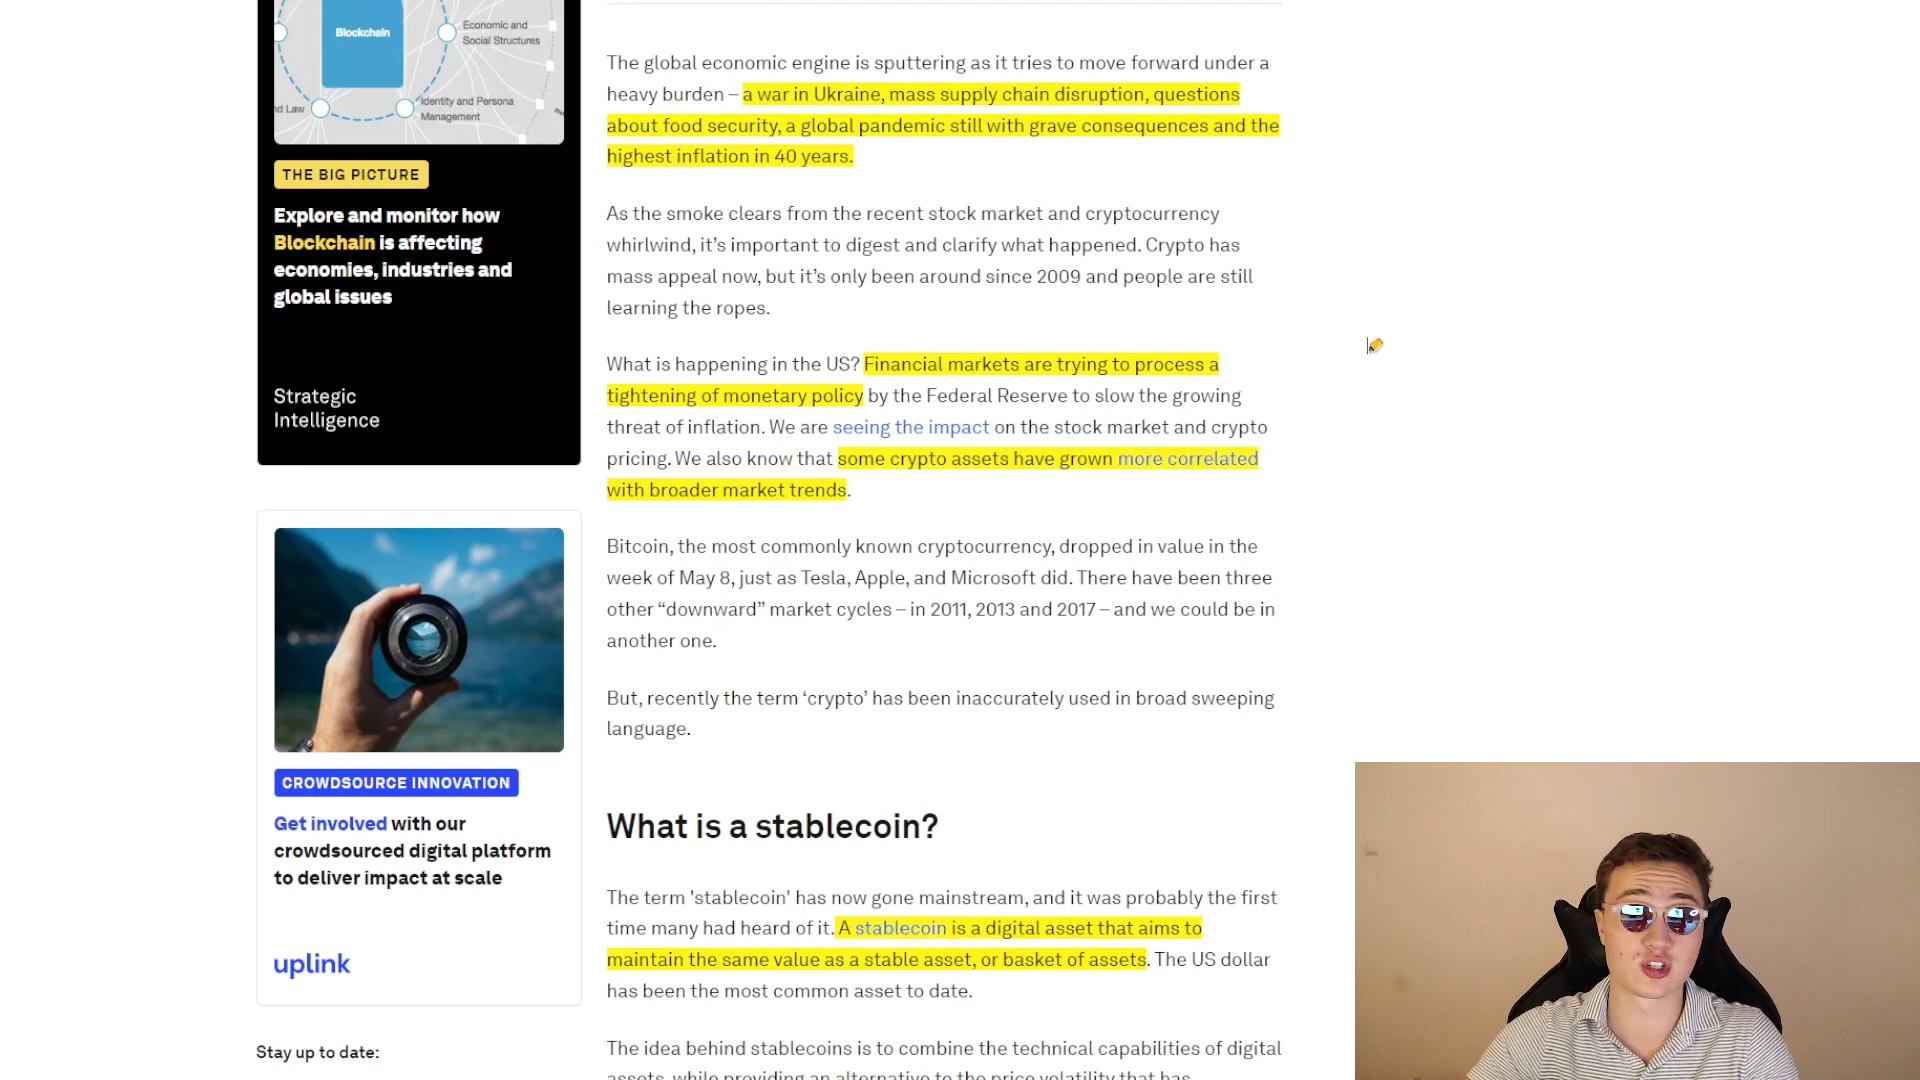 Blockchain
Economic and
Social Structures
nd Law
Identity and Persona
Management
THE BIG PICTURE
Explore and monitor how
Blockchain is affecting
economies, industries and
global issues
Strategic
Intelligence
CROWDSOURCE INNOVATION
Get involved with our
crowdsourced digital platform
to deliver impact at scale
uplink
Stay up to date:
The global economic engine is sputtering as it tries to move forward under a
heavy burden – a war in Ukraine, mass supply chain disruption, questions
about food security, a global pandemic still with grave consequences and the
highest inflation in 40 years.
As the smoke clears from the recent stock market and cryptocurrency
whirlwind, it’s important to digest and clarify what happened. Crypto has
mass appeal now, but it’s only been around since 2009 and people are still
learning the ropes.
What is happening in the US? Financial markets are trying to process a
tightening of monetary policy by the Federal Reserve to slow the growing
threat of inflation. We are seeing the impact on the stock market and crypto
pricing. We also know that some crypto assets have grown more correlated
with broader market trends.
Bitcoin, the most commonly known cryptocurrency, dropped in value in the
week of May 8, just as Tesla, Apple, and Microsoft did. There have been three
other “downward” market cycles – in 2011, 2013 and 2017 – and we could be in
another one.
But, recently the term ‘crypto’ has been inaccurately used in broad sweeping
language.
What is a stablecoin?
The term 'stablecoin' has now gone mainstream, and it was probably the first
time many had heard of it. A stablecoin is a digital asset that aims to
maintain the same value as a stable asset, or basket of assets. The US dollar
has been the most common asset to date.
The idea behind stablecoins is to combine the technical capabilities of digital
assets, while providing an alternative to the price volatility that has